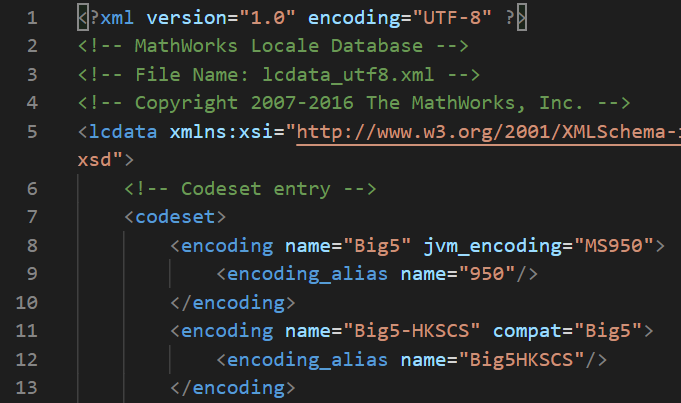 1 <?xml version="1.0" encoding="UTF-8" ?>
2 <!-- MathWorks Locale Database -->
3 <!-- File Name: lcdata_utf8.xml -->
4 <!-- Copyright 2007-2016 The MathWorks, Inc. -->
5 <lcdata xmlns:xsi="http://www.w3.org/2001/XMLSchema-
xsd">
6 <!-- Codeset entry -->
7 <codeset>
8 <encoding name="Big5" jvm_encoding="MS950">
9 <encoding_alias name="950"/>
10 </encoding>
11 <encoding name="Big5-HKSCS" compat="Big5">
12 <encoding_alias name="Big5HKSCS"/>
13 </encoding>